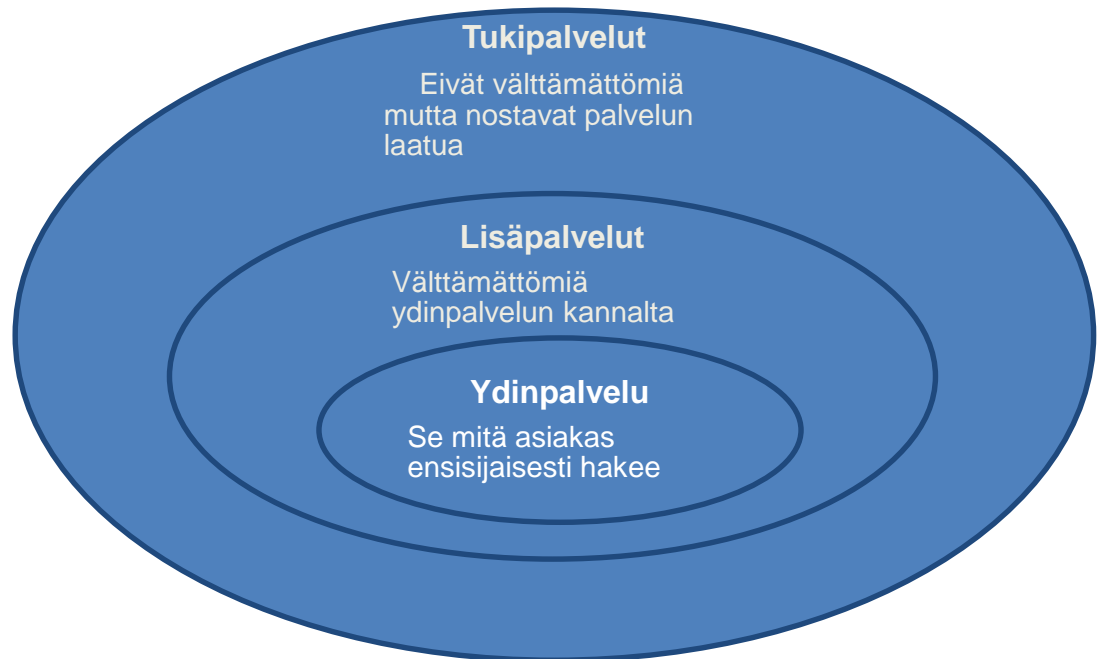 Tukipalvelut
Eivät välttämättömiä
mutta nostavat palvelun
laatua
Lisäpalvelut
Välttämättömiä
ydinpalvelun kannalta
Ydinpalvelu
Se mitä asiakas
ensisijaisesti hakee